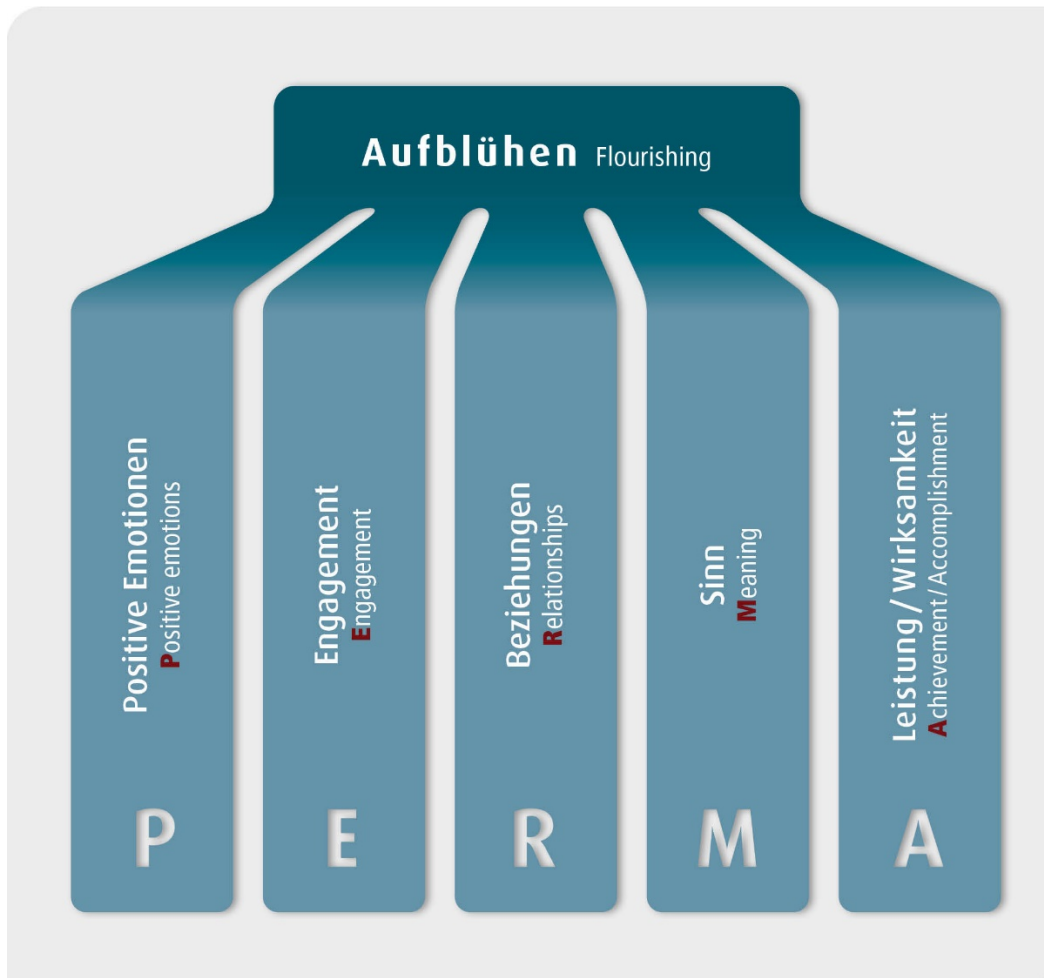 Aufblühen Flourishing
Positive Emotionen
Positive emotions
P
Engagement
Engagement
E
Beziehungen
Relationships
R
Sinn
Meaning
M
Leistung/Wirksamkeit
Achievement/Accomplishment
A